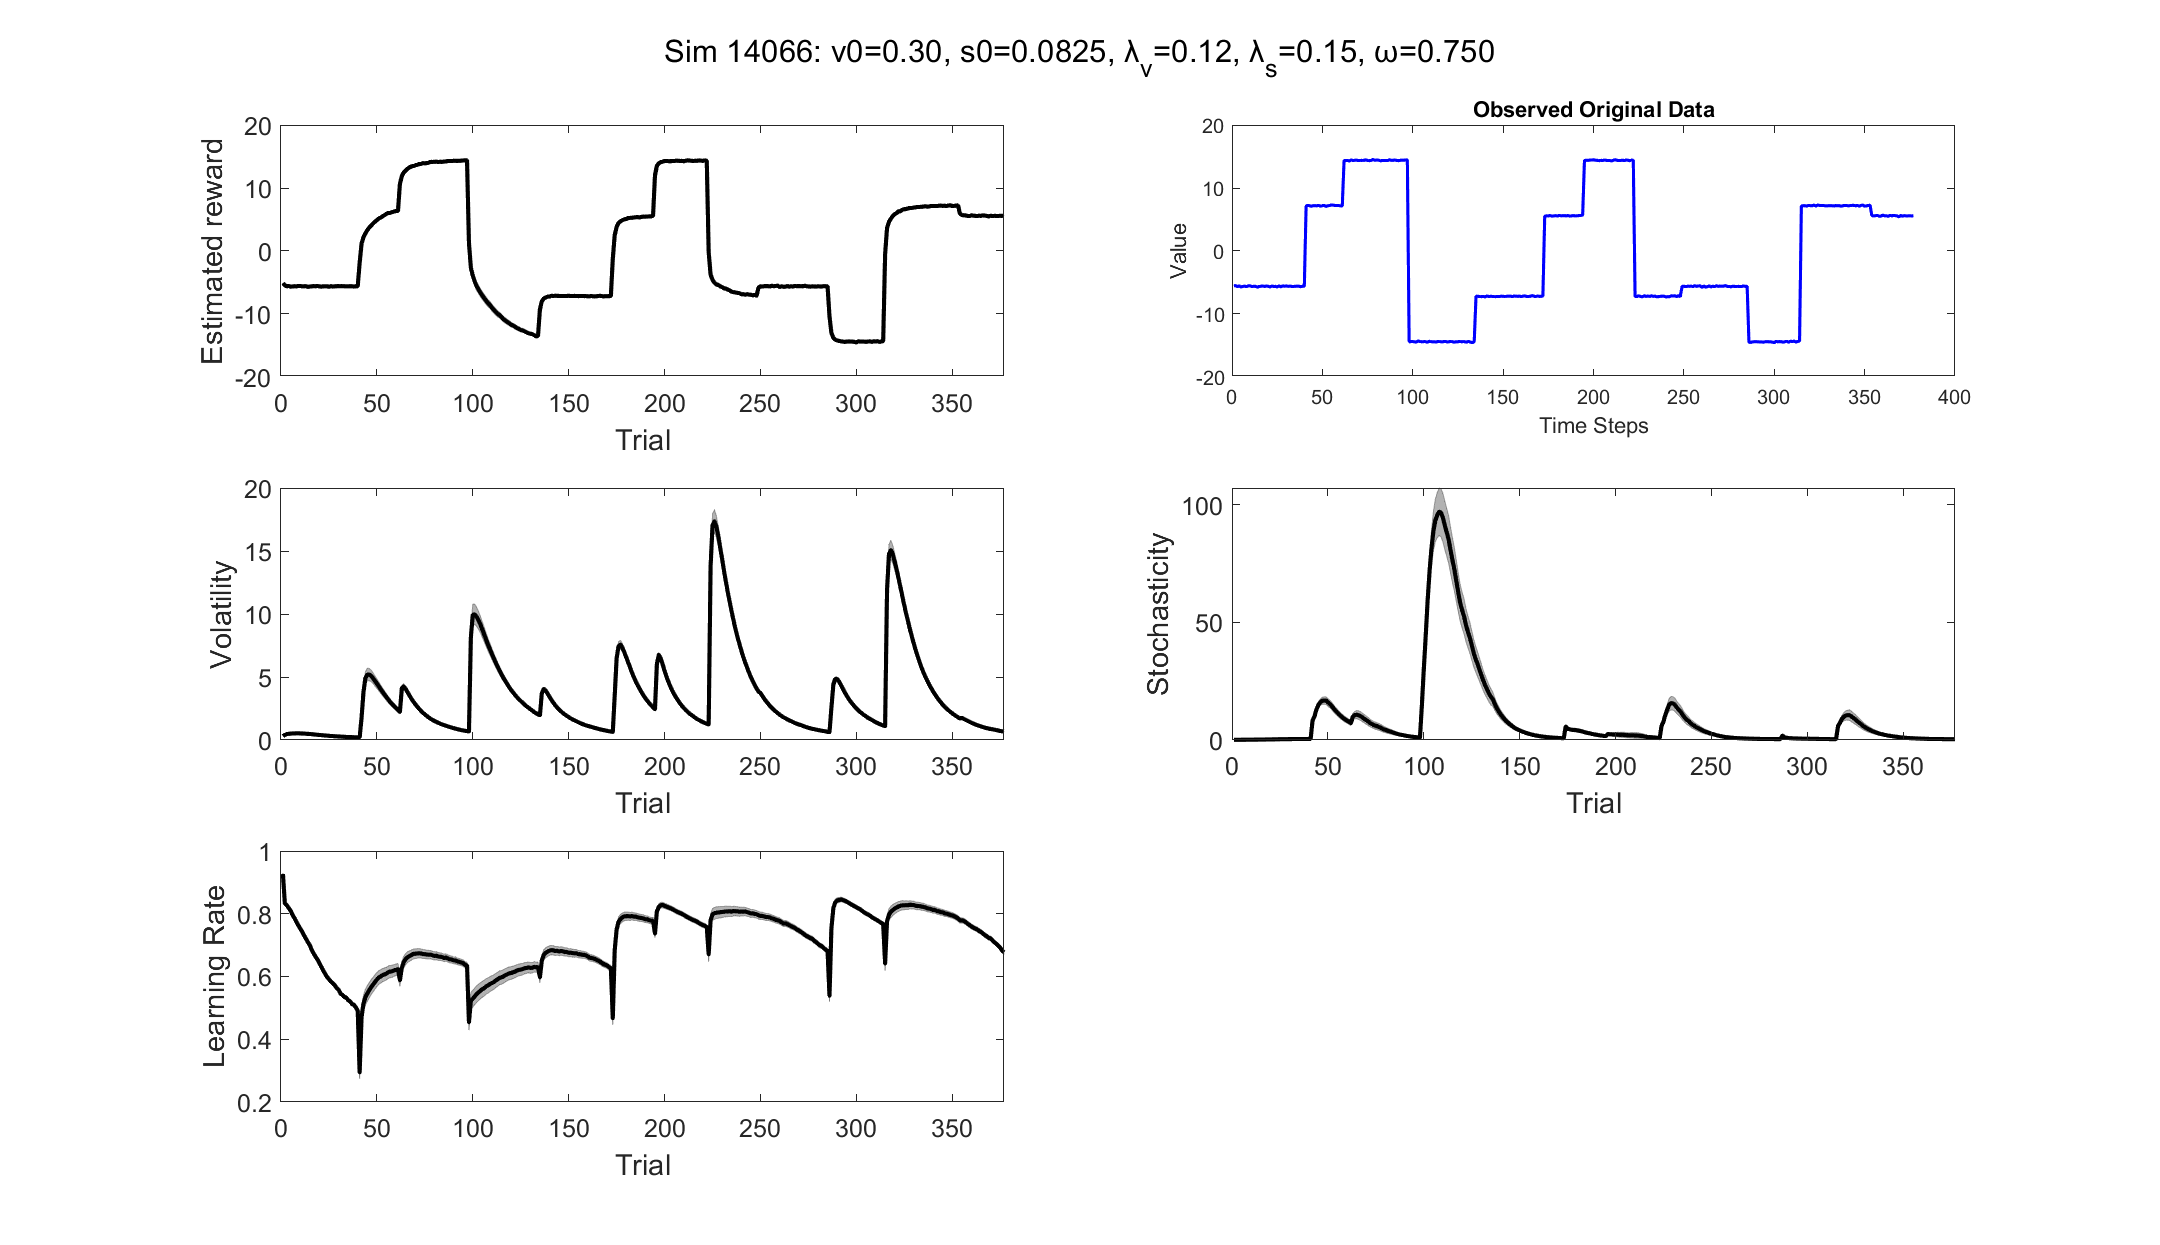 Sim 14066: v0=0.30, s0=0.0825, λ_v=0.12, λ_s=0.15, ω=0.750
20
10
0
-10
-20
Estimated reward
0 50 100 150 200 250 300 350
Trial
Observed Original Data
20
10
0
-10
-20
Value
0 50 100 150 200 250 300 350 400
Time Steps
20
15
10
5
0
Volatility
0 50 100 150 200 250 300 350
Trial
100
50
0
Stochasticity
0 50 100 150 200 250 300 350
Trial
1
0.8
0.6
0.4
0.2
Learning Rate
0 50 100 150 200 250 300 350
Trial